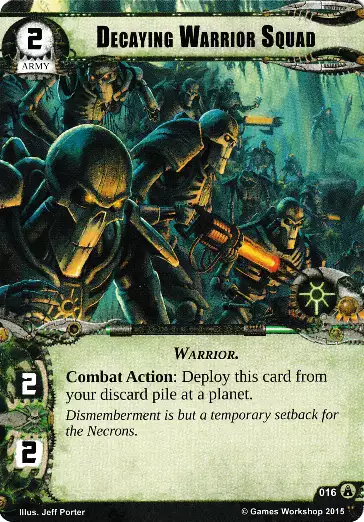 2
ARMY
DECAYING WARRIOR SQUAD
WARRIOR.
2
Combat Action: Deploy this card from
your discard pile at a planet.
Dismemberment is but a temporary setback for
the Necrons.
2
016
Illus. Jeff Porter
© Games Workshop 2015